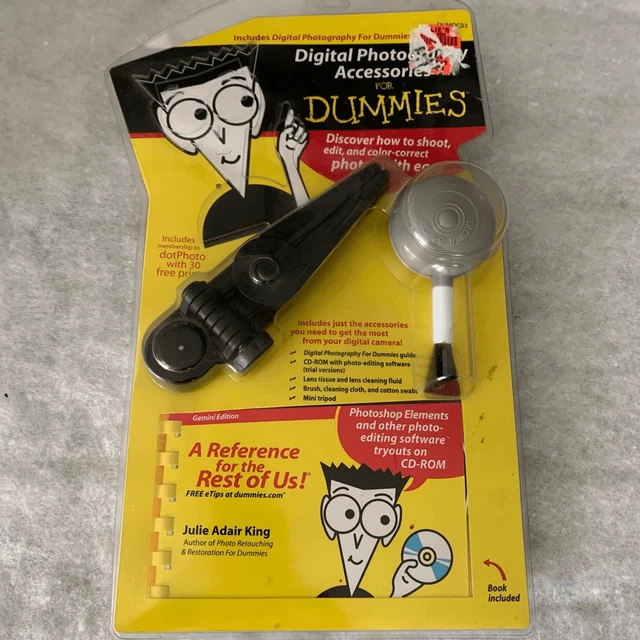 DUMDC03
Includes Digital Photography For Dummies
Digital Photography
Accessories
FOR
DUMMIES
Discover how to shoot,
edit, and color-correct
with
Includes
membership to
dotPhoto
with 30
free
Includes just the accessories
you need to get the most
from your digital camera!
Digital Photography For Dummies guide
CD-ROM with photo-editing software
(trial versions)
Lens tissue and lens cleaning fluid
Brush, cleaning cloth, and cotton swabs
Mini tripod
Gemini Edition
A Reference
for the
Rest of Us!®
FREE eTips at dummies.com®
Julie Adair King
Author of Photo Retouching
& Restoration For Dummies
Photoshop Elements
and other photo-
editing software
tryouts on
CD-ROM
Book
included